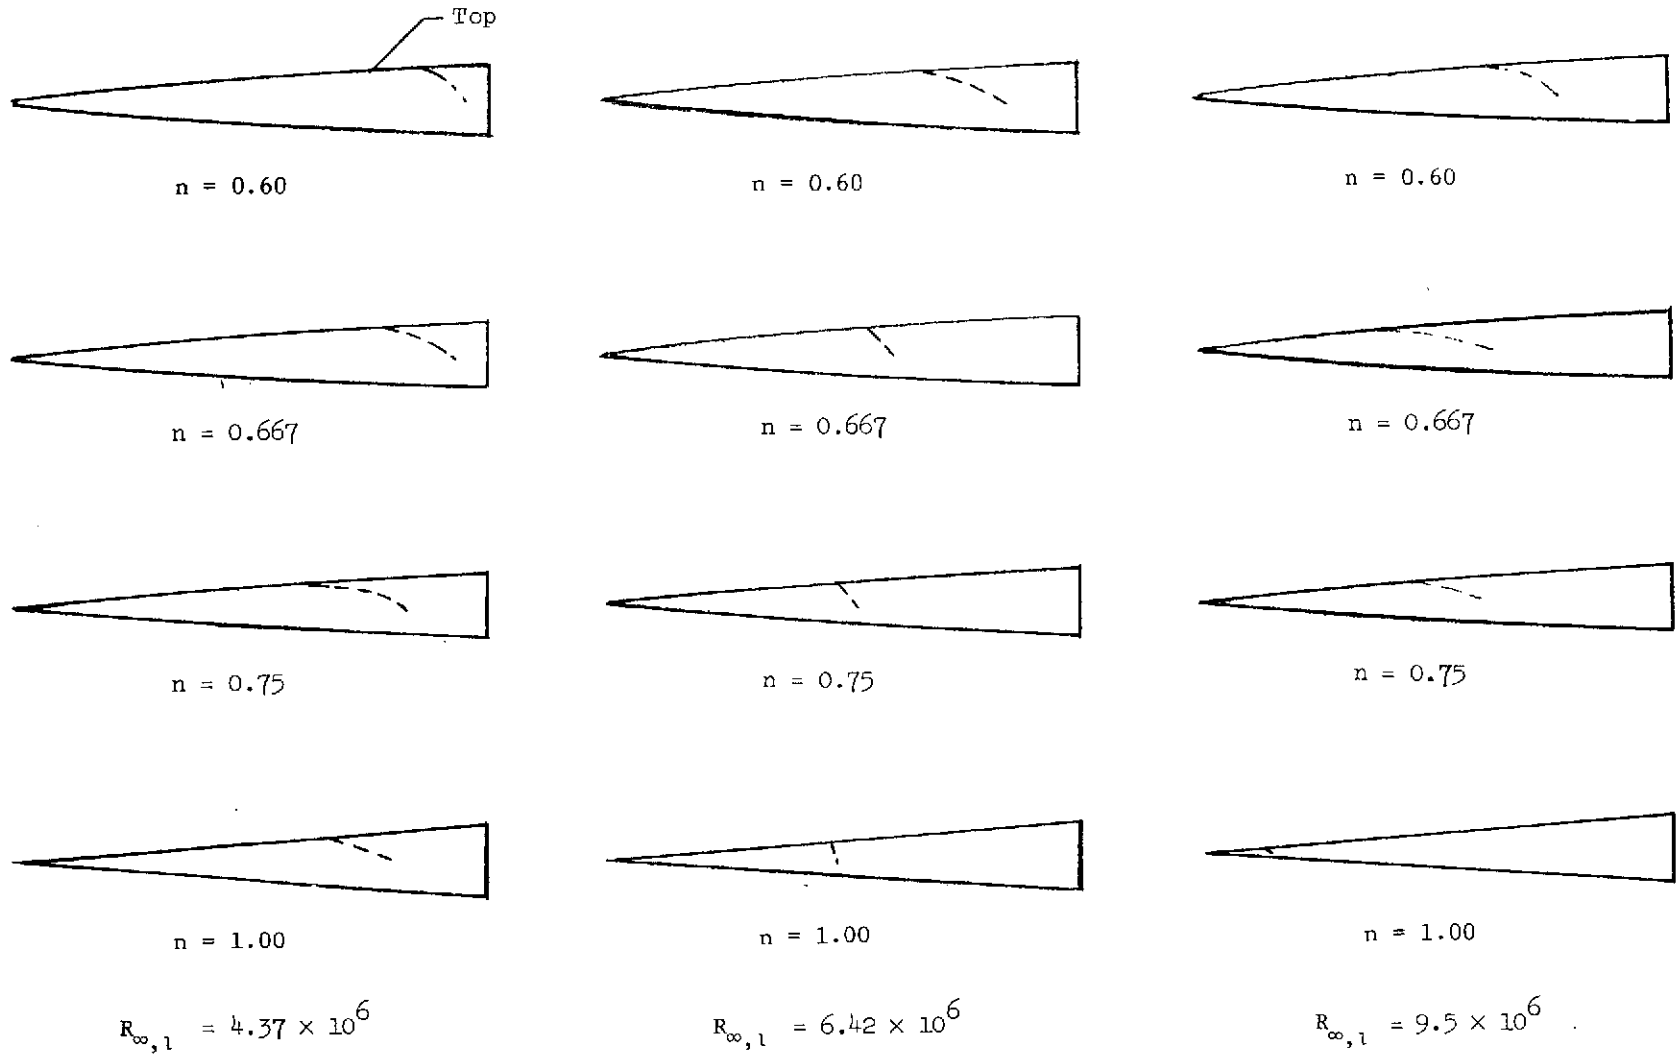 Top
n = 0.60
n = 0.60
n = 0.60
n = 0.667
n = 0.667
n = 0.667
n = 0.75
n = 0.75
n = 0.75
n = 1.00
n = 1.00
n = 1.00
R∞,l = 4.37 × 10⁶
R∞,l = 6.42 × 10⁶
R∞,l = 9.5 × 10⁶